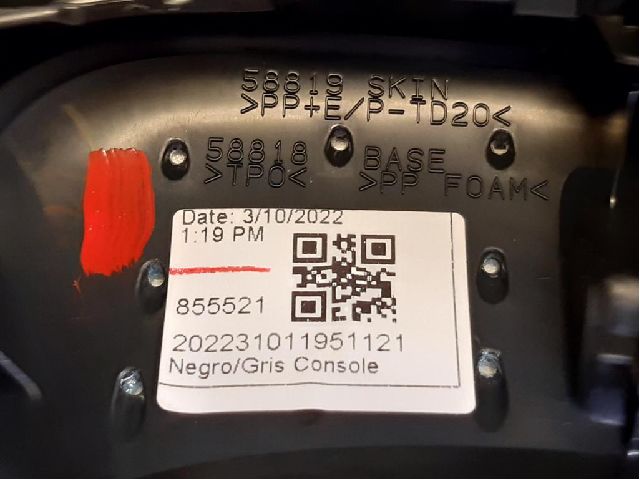 58819 SKIN
>PP+E/P-TD20<
58818 BASE
>TPO< >PP FOAM<
Date: 3/10/2022
1:19 PM
855521
202231011951121
Negro/Gris Console